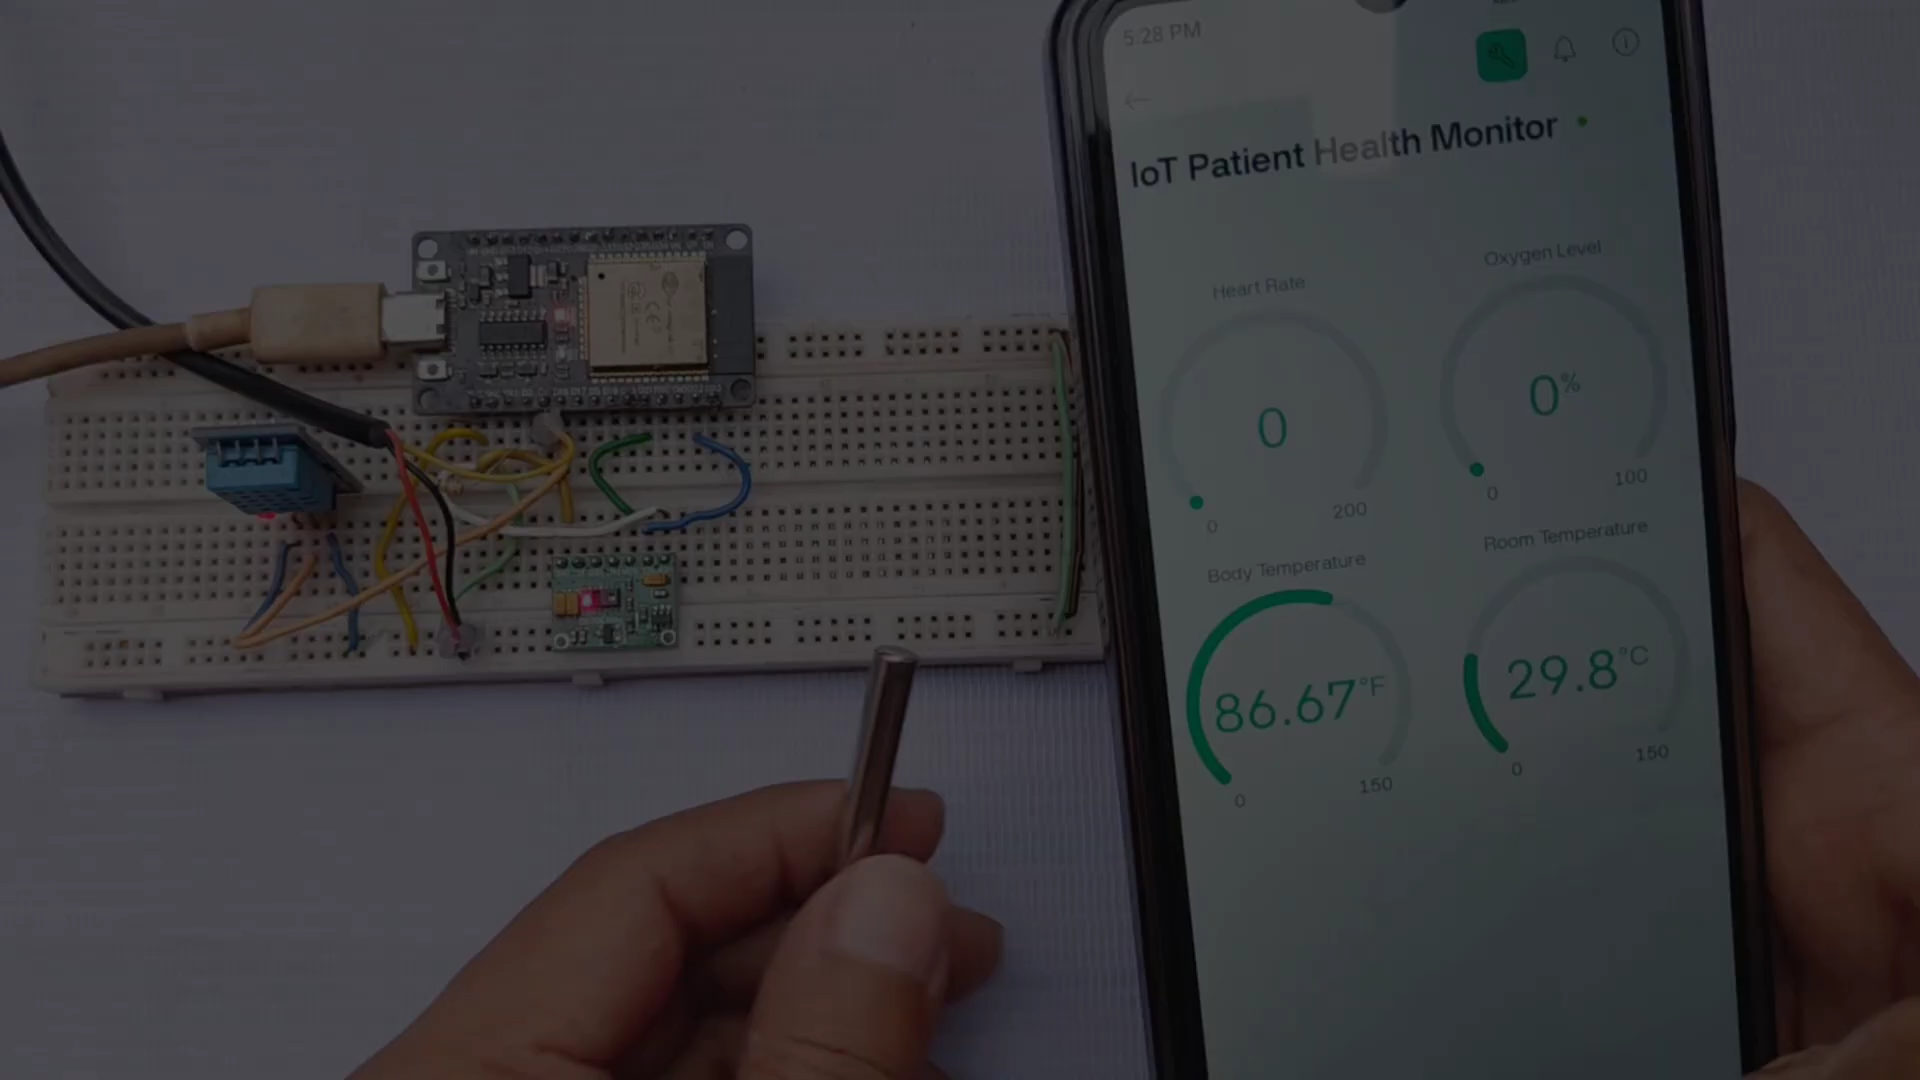 5:28 PM
IoT Patient Health Monitor
Heart Rate
Oxygen Level
0
0%
0
200
0
100
Body Temperature
Room Temperature
86.67°F
29.8°C
0
150
0
150